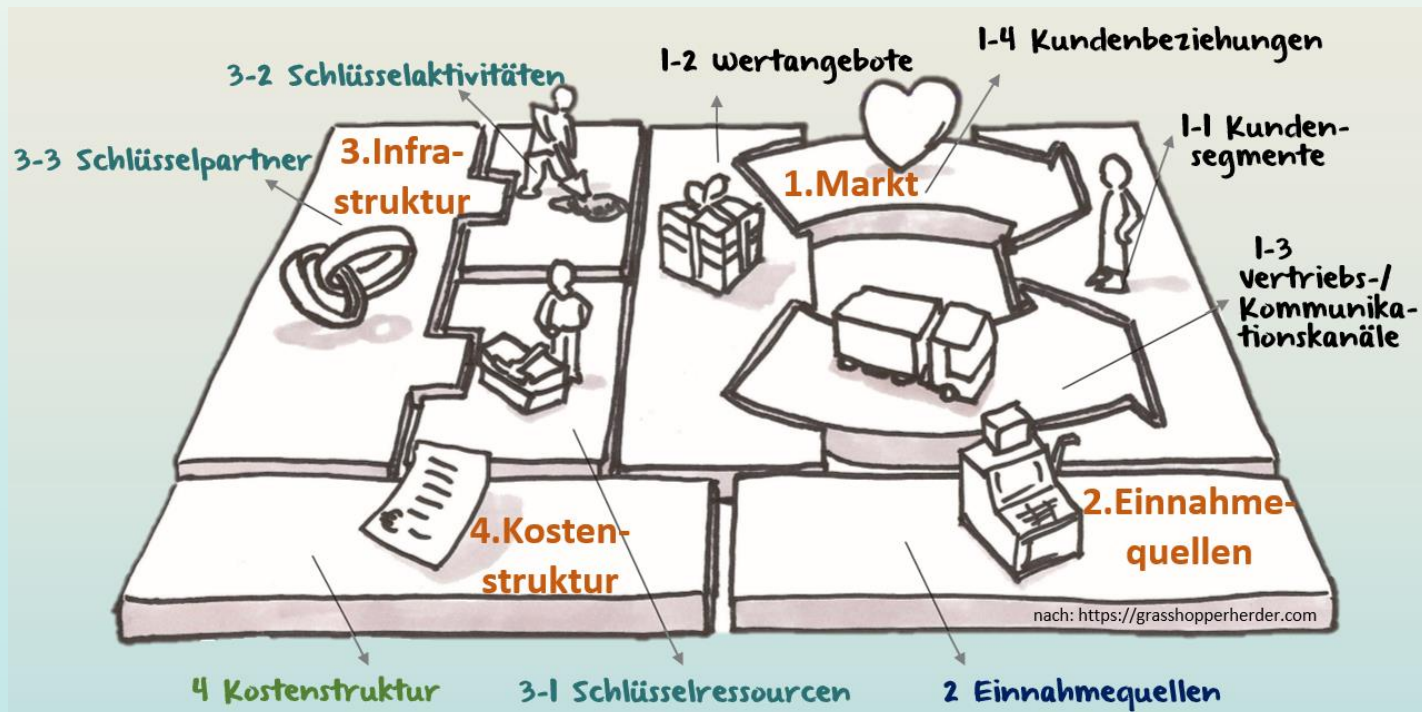 1-4 Kundenbeziehungen
1-2 Wertangebote
3-2 Schlüsselaktivitäten
1-1 Kunden-
segmente
3-3 Schlüsselpartner
3.Infra-
struktur
1.Markt
1-3
Vertriebs-/
Kommunika-
tionskanäle
2.Einnahme-
quellen
4.Kosten-
struktur
€
nach: https://grasshopperherder.com
4 Kostenstruktur
3-1 Schlüsselressourcen
2 Einnahmequellen